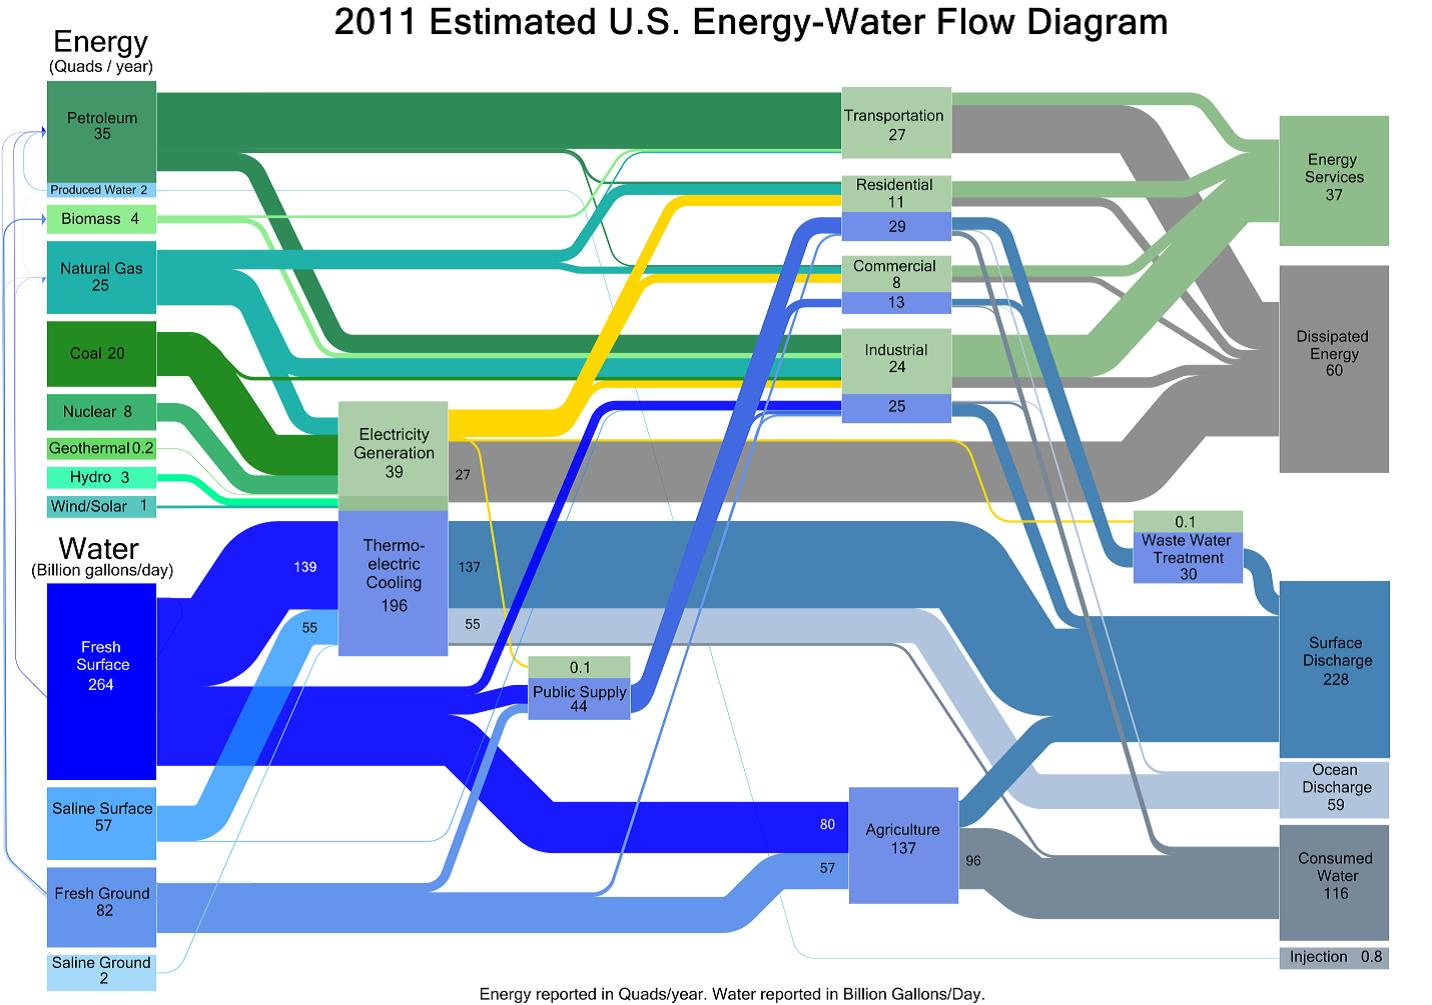 2011 Estimated U.S. Energy-Water Flow Diagram
Energy
(Quads / year)
Petroleum
35
Produced Water 2
Biomass 4
Natural Gas
25
Coal 20
Nuclear 8
Geothermal 0.2
Hydro 3
Wind/Solar 1
Water
(Billion gallons/day)
Fresh
Surface
264
Saline Surface
57
Fresh Ground
82
Saline Ground
2
139
55
Electricity
Generation
39
Thermo-
electric
Cooling
196
27
137
55
0.1
Public Supply
44
Transportation
27
Residential
11
29
Commercial
8
13
Industrial
24
25
80
57
Agriculture
137
96
0.1
Waste Water
Treatment
30
Energy
Services
37
Dissipated
Energy
60
Surface
Discharge
228
Ocean
Discharge
59
Consumed
Water
116
Injection 0.8
Energy reported in Quads/year. Water reported in Billion Gallons/Day.